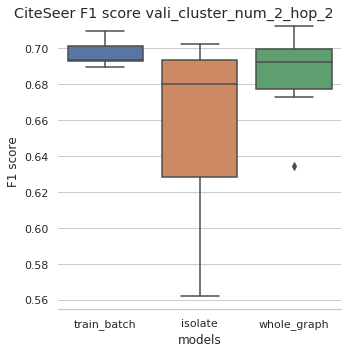 CiteSeer F1 score vali_cluster_num_2_hop_2
0.70
0.68
0.66
0.64
0.62
0.60
0.58
0.56
F1 score
train_batch
isolate
whole_graph
models